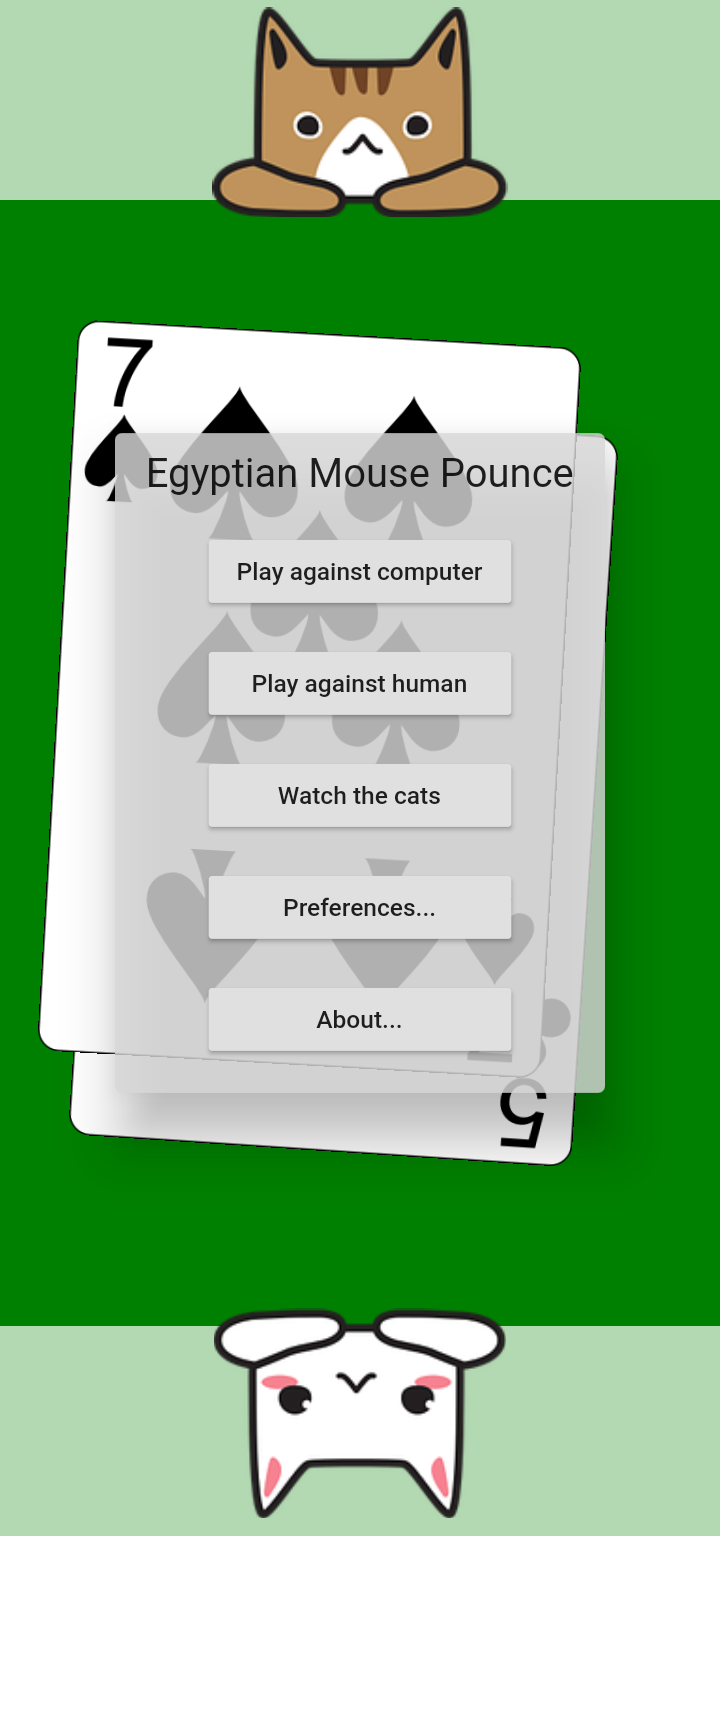 7
Egyptian Mouse Pounce
Play against computer
Play against human
Watch the cats
Preferences...
About...
5